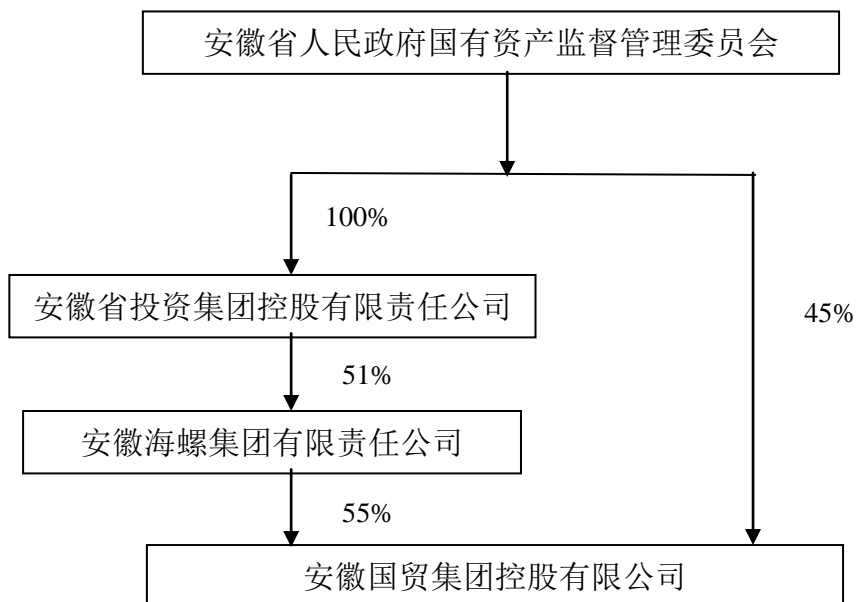 安徽省人民政府国有资产监督管理委员会
100%
安徽省投资集团控股有限责任公司
45%
51%
安徽海螺集团有限责任公司
55%
安徽国贸集团控股有限公司